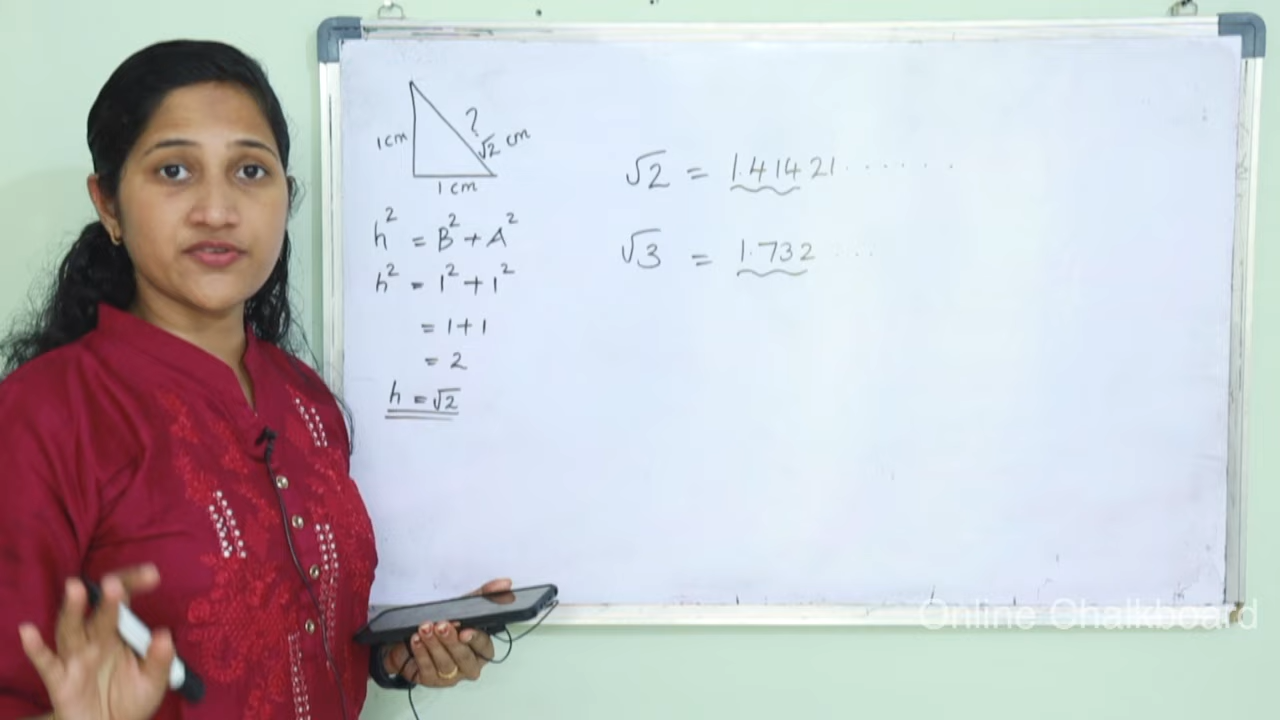 1cm
?
√2 cm
1 cm
h² = B² + A²
h² = 1² + 1²
= 1+1
= 2
h = √2
√2 = 1.41421.......
√3 = 1.732....
Online Chalkboard